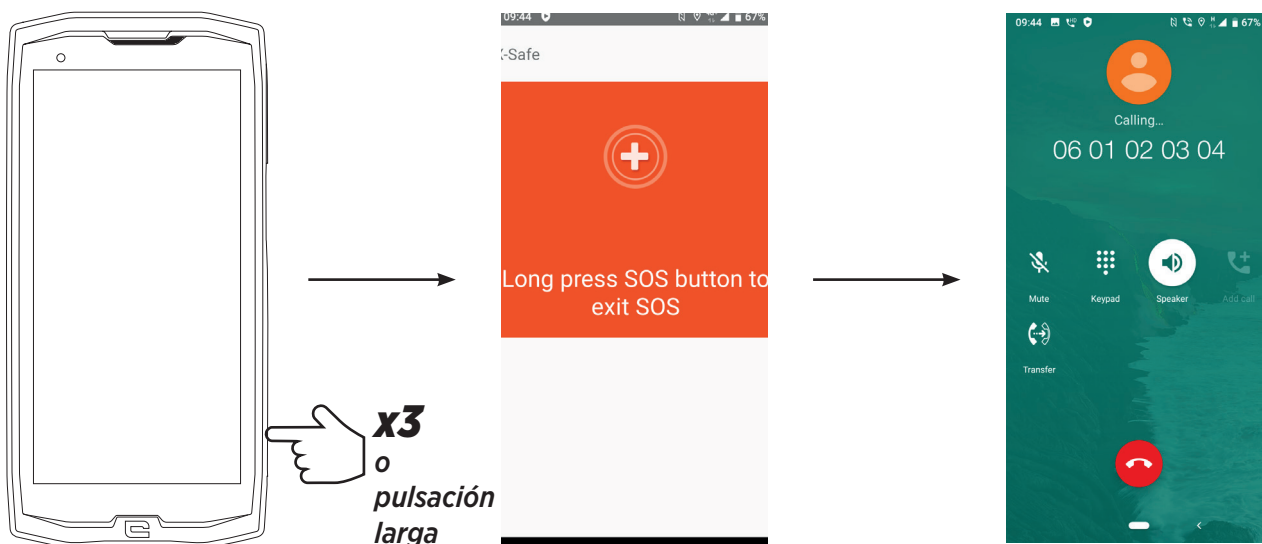 x3
o
pulsación
larga
09:44 67%
X-Safe
Long press SOS button to
exit SOS
09:44 67%
Calling...
06 01 02 03 04
Mute Keypad Speaker Add call
Transfer